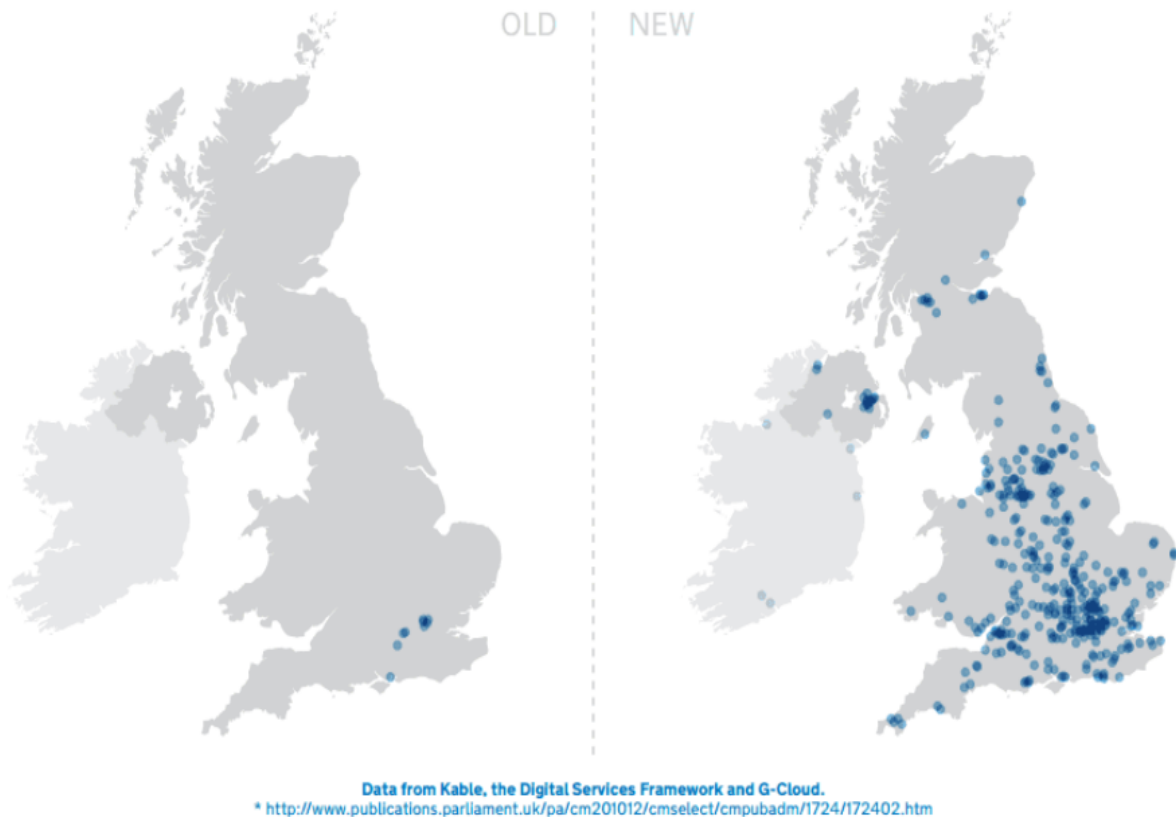 OLD
NEW
Data from Kable, the Digital Services Framework and G-Cloud.
* http://www.publications.parliament.uk/pa/cm201012/cmselect/cmpubadm/1724/172402.htm